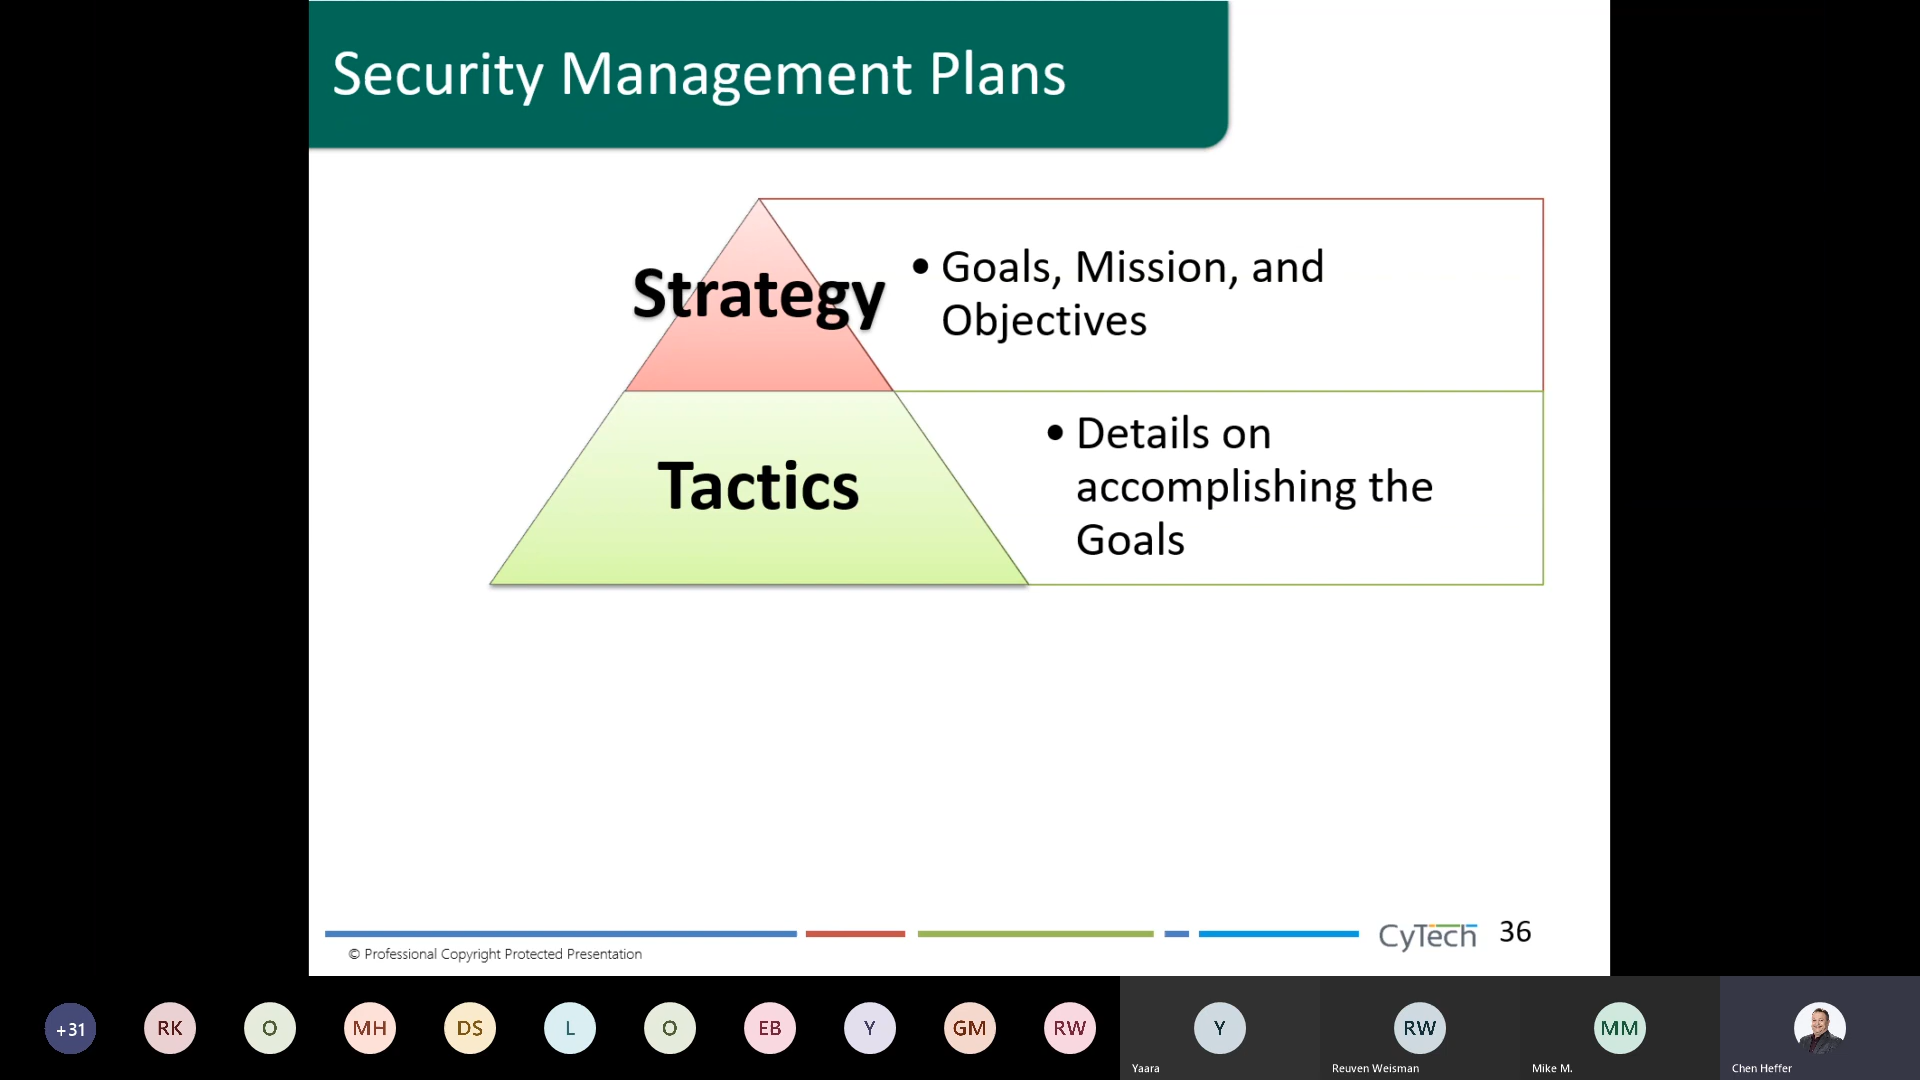 Security Management Plans
Strategy
• Goals, Mission, and
Objectives
Tactics
• Details on
accomplishing the
Goals
CyTech
36
© Professional Copyright Protected Presentation
+31
RK
O
MH
DS
L
O
EB
Y
GM
RW
Y
Yaara
RW
Reuven Weisman
MM
Mike M.
Chen Heffer